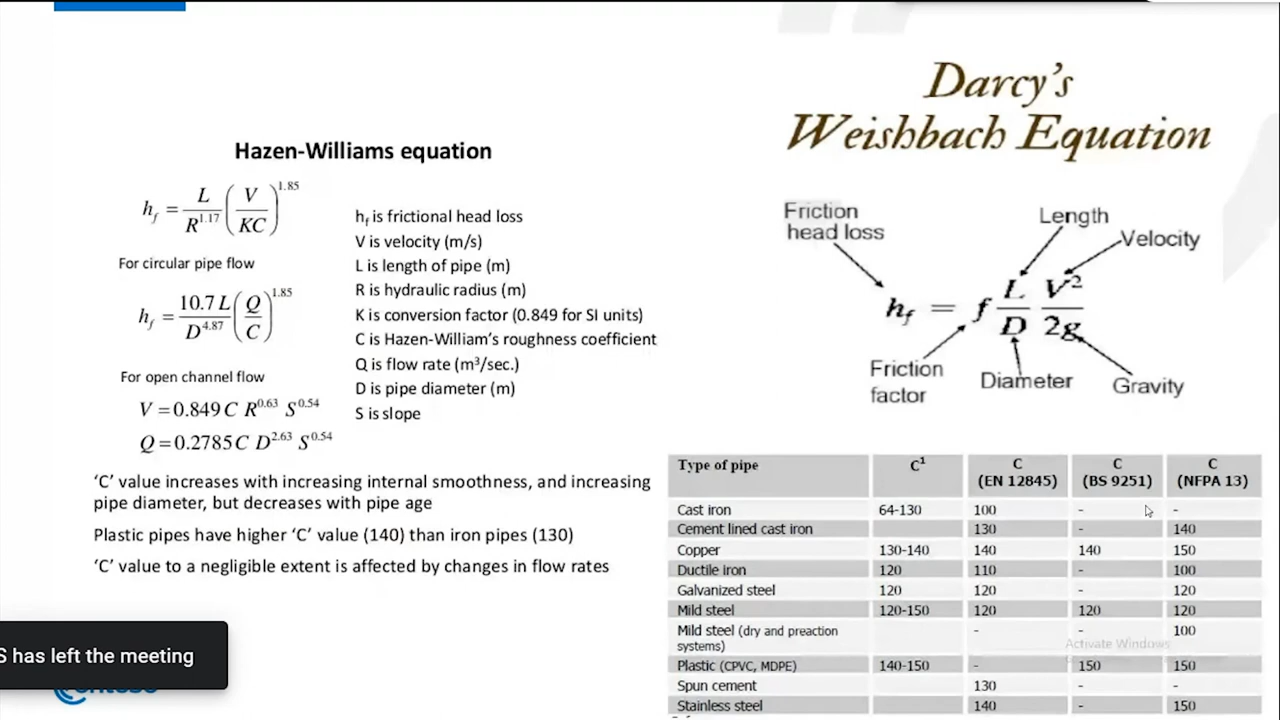 Darcy's
Weishbach Equation
Hazen-Williams equation
h_f = L / R^1.17 (V / KC)^1.85
For circular pipe flow
h_f = 10.7 L / D^4.87 (Q / C)^1.85
For open channel flow
V = 0.849 C R^0.63 S^0.54
Q = 0.2785 C D^2.63 S^0.54
h_f is frictional head loss
V is velocity (m/s)
L is length of pipe (m)
R is hydraulic radius (m)
K is conversion factor (0.849 for SI units)
C is Hazen-William's roughness coefficient
Q is flow rate (m³/sec.)
D is pipe diameter (m)
S is slope
'C' value increases with increasing internal smoothness, and increasing
pipe diameter, but decreases with pipe age
Plastic pipes have higher 'C' value (140) than iron pipes (130)
'C' value to a negligible extent is affected by changes in flow rates
Friction
head loss
Length
Velocity
h_f = f L/D V²/2g
Friction
factor
Diameter
Gravity
Type of pipe C¹ C (EN 12845) C (BS 9251) C (NFPA 13)
Cast iron 64-130 100 - -
Cement lined cast iron 130 - 140
Copper 130-140 140 140 150
Ductile iron 120 110 - 100
Galvanized steel 120 120 - 120
Mild steel 120-150 120 120 120
Mild steel (dry and preaction
systems) - - 100
Plastic (CPVC, MDPE) 140-150 - 150 150
Spun cement 130 - -
Stainless steel 140 - 150
Activate Windows
S has left the meeting